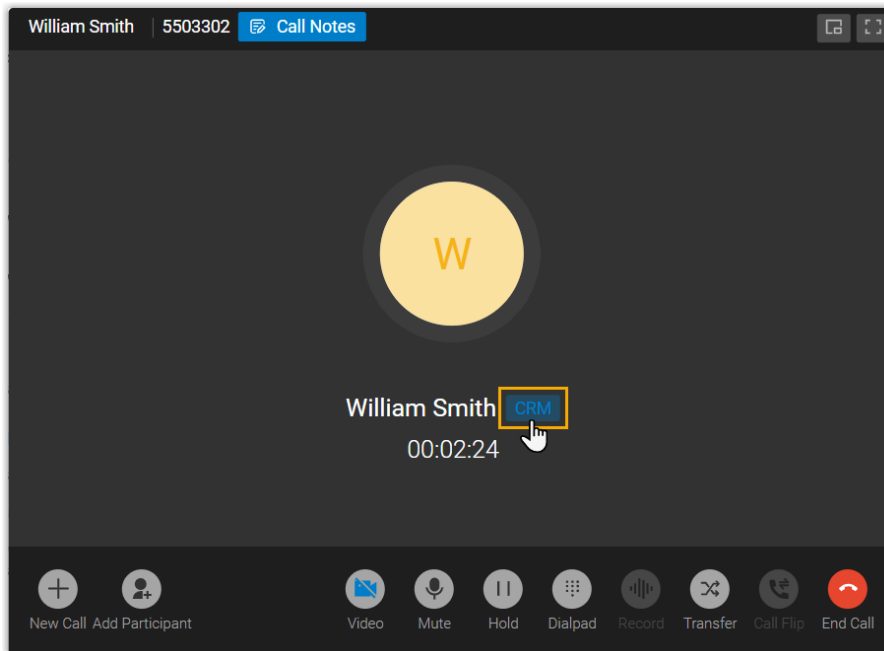 William Smith 5503302 Call Notes
W
William Smith CRM
00:02:24
New Call Add Participant Video Mute Hold Dialpad Record Transfer Call Flip End Call